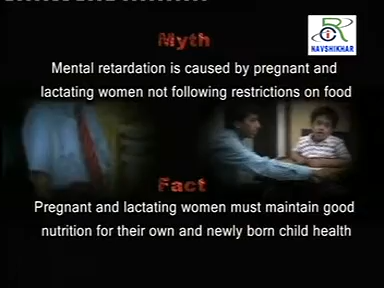 Myth
RCI
NAVSHIKHAR
Mental retardation is caused by pregnant and
lactating women not following restrictions on food
Fact
Pregnant and lactating women must maintain good
nutrition for their own and newly born child health